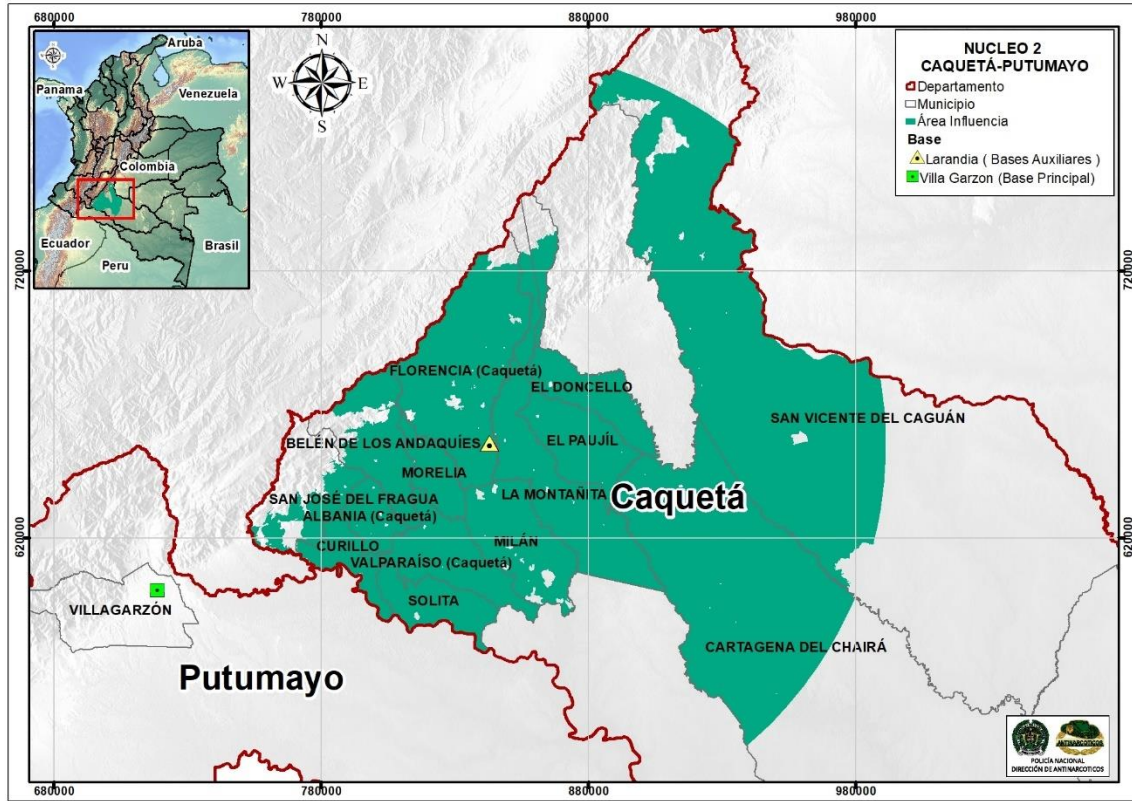 680000
780000
880000
980000
Aruba
Panama
Venezuela
Colombia
Ecuador
Brasil
Peru
N
W
E
S
NUCLEO 2
CAQUETÁ-PUTUMAYO
Departamento
Municipio
Área Influencia
Base
Larandia ( Bases Auxiliares )
Villa Garzon (Base Principal)
720000
720000
FLORENCIA (Caquetá)
EL DONCELLO
SAN VICENTE DEL CAGUÁN
BELÉN DE LOS ANDAQUÍES
EL PAUJÍL
MORELIA
LA MONTAÑITA
Caquetá
SAN JOSÉ DEL FRAGUA
ALBANIA (Caquetá)
620000
620000
CURILLO
MILÁN
VALPARAÍSO (Caquetá)
SOLITA
VILLAGARZÓN
CARTAGENA DEL CHAIRÁ
Putumayo
ANTINARCOTICOS
POLICÍA NACIONAL
DIRECCIÓN DE ANTINARCOTICOS
680000
780000
880000
980000